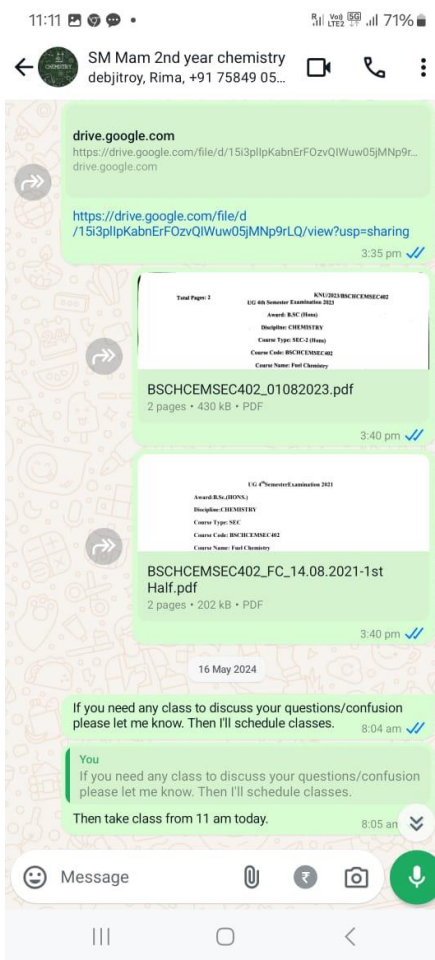 11:11
71%
SM Mam 2nd year chemistry
debjitroy, Rima, +91 75849 05...
drive.google.com
https://drive.google.com/file/d/15i3plIpKabnErFOzvQIWuw05jMNp9r...
drive.google.com
https://drive.google.com/file/d
/15i3plIpKabnErFOzvQIWuw05jMNp9rLQ/view?usp=sharing
3:35 pm
Total Pages: 2
KNU/2023/BSCHCEMSEC402
UG 4th Semester Examination 2023
Award: B.SC (Hons)
Discipline: CHEMISTRY
Course Type: SEC-2 (Hons)
Course Code: BSCHCEMSEC402
Course Name: Fuel Chemistry
BSCHCEMSEC402_01082023.pdf
2 pages • 430 kB • PDF
3:40 pm
UG 4thSemesterExamination 2021
Award:B.Sc.(HONS.)
Discipline:CHEMISTRY
Course Type: SEC
Course Code: BSCHCEMSEC402
Course Name: Fuel Chemistry
BSCHCEMSEC402_FC_14.08.2021-1st
Half.pdf
2 pages • 202 kB • PDF
3:40 pm
16 May 2024
If you need any class to discuss your questions/confusion
please let me know. Then I'll schedule classes.
8:04 am
You
If you need any class to discuss your questions/confusion
please let me know. Then I'll schedule classes.
Then take class from 11 am today.
8:05 am
Message